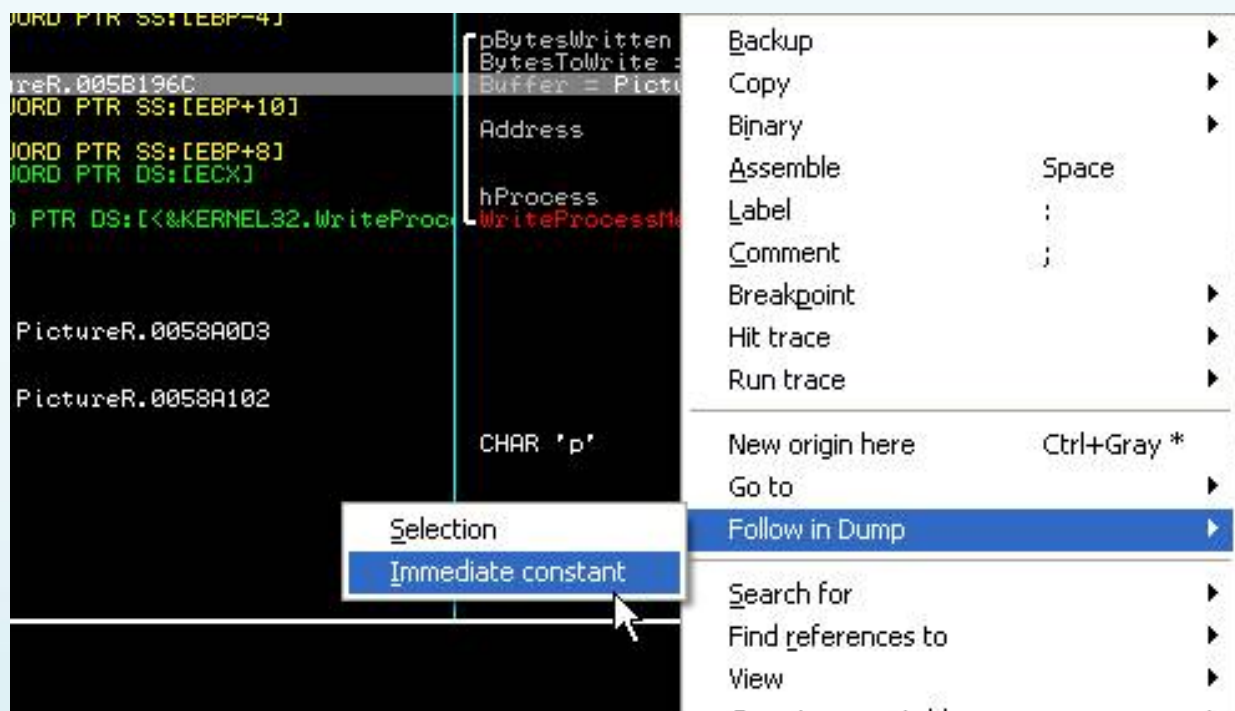 JORD PTR SS:[EBP-4]
pBytesWritten
BytesToWrite =
ireR.005B196C
Buffer = Pictu
JORD PTR SS:[EBP+10]
Address
JORD PTR SS:[EBP+8]
JORD PTR DS:[ECX]
hProcess
PTR DS:[<&KERNEL32.WriteProc
WriteProcessMe
PictureR.0058A0D3
PictureR.0058A102
CHAR 'p'
Backup
Copy
Binary
Assemble Space
Label :
Comment ;
Breakpoint
Hit trace
Run trace
New origin here Ctrl+Gray *
Go to
Follow in Dump
Selection
Immediate constant
Search for
Find references to
View